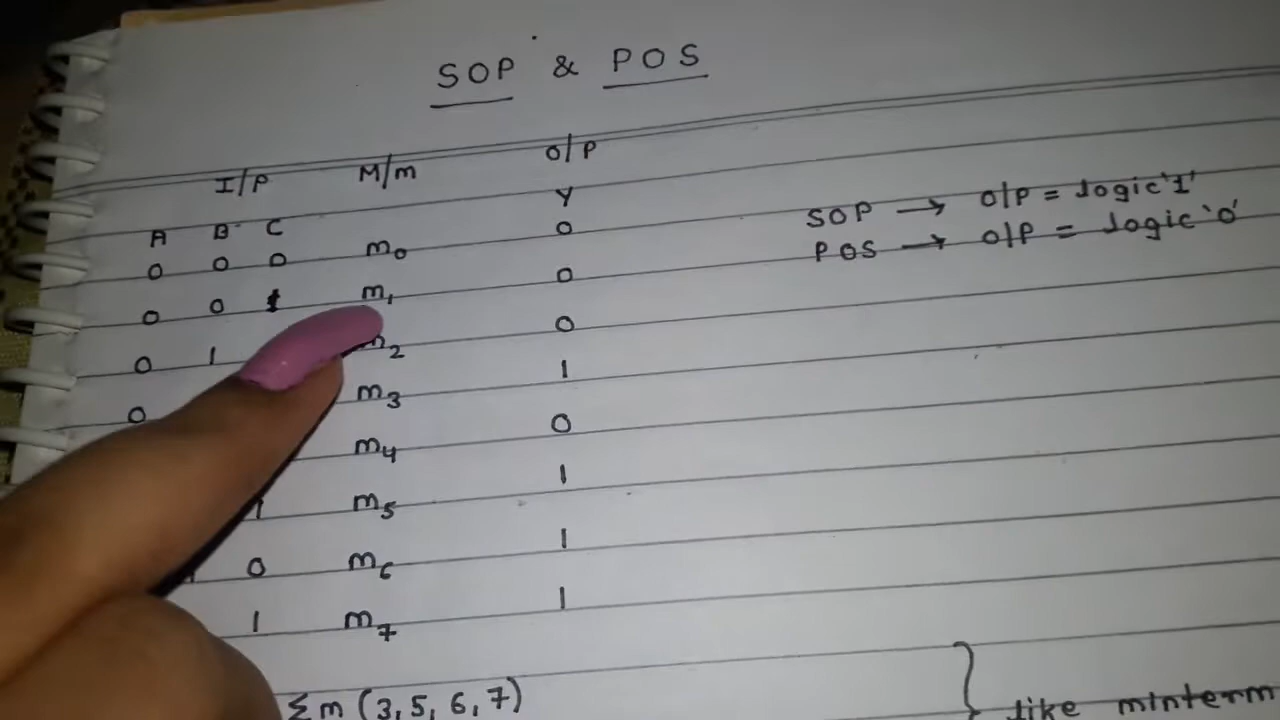 SOP & POS
I/P M/m O/P
A B C Y
0 0 0 m0 0
0 0 1 m1 0
0 1 m2 0
0 m3 1
m4 0
1 m5 1
0 m6 1
1 m7 1
SOP → O/P = logic '1'
POS → O/P = logic '0'
Σm (3, 5, 6, 7)
like minterm